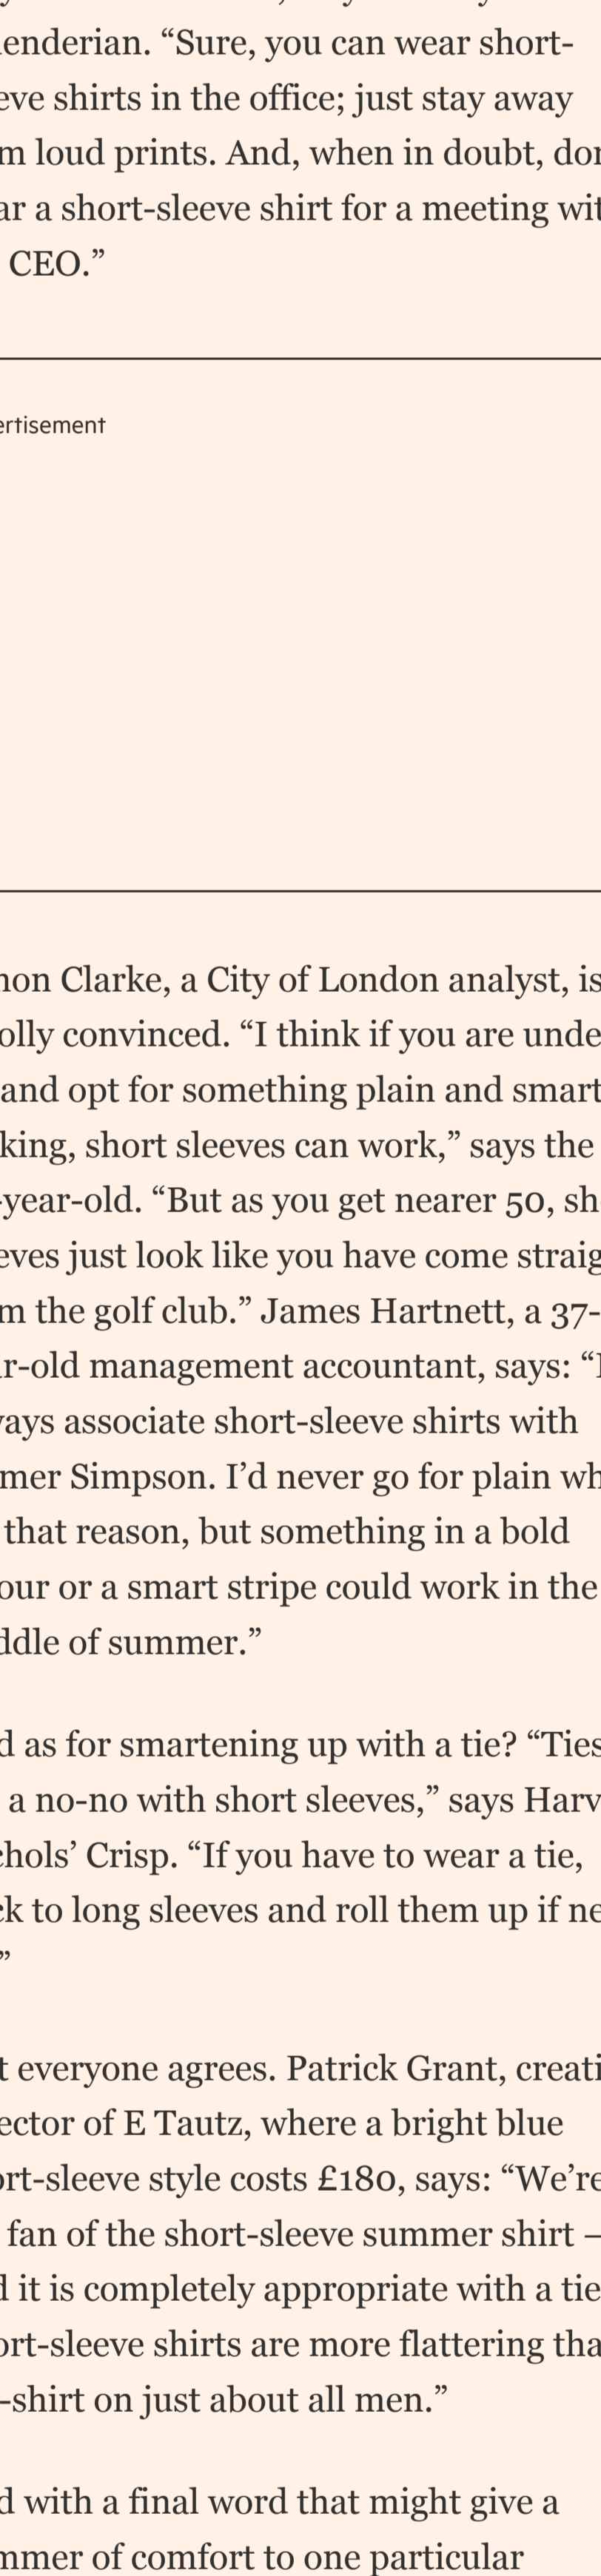 lenderian. “Sure, you can wear short-
eve shirts in the office; just stay away
m loud prints. And, when in doubt, don
ar a short-sleeve shirt for a meeting wit
CEO.”
ertisement
non Clarke, a City of London analyst, is
olly convinced. “I think if you are unde
and opt for something plain and smart
king, short sleeves can work,” says the
-year-old. “But as you get nearer 50, sh
eves just look like you have come straig
m the golf club.” James Hartnett, a 37-
r-old management accountant, says: “I
ways associate short-sleeve shirts with
mer Simpson. I’d never go for plain wh
that reason, but something in a bold
our or a smart stripe could work in the
ddle of summer.”
d as for smartening up with a tie? “Ties
a no-no with short sleeves,” says Harv
chols’ Crisp. “If you have to wear a tie,
ck to long sleeves and roll them up if ne
”
t everyone agrees. Patrick Grant, creati
ector of E Tautz, where a bright blue
ort-sleeve style costs £180, says: “We’re
fan of the short-sleeve summer shirt —
d it is completely appropriate with a tie
ort-sleeve shirts are more flattering tha
-shirt on just about all men.”
d with a final word that might give a
mmer of comfort to one particular